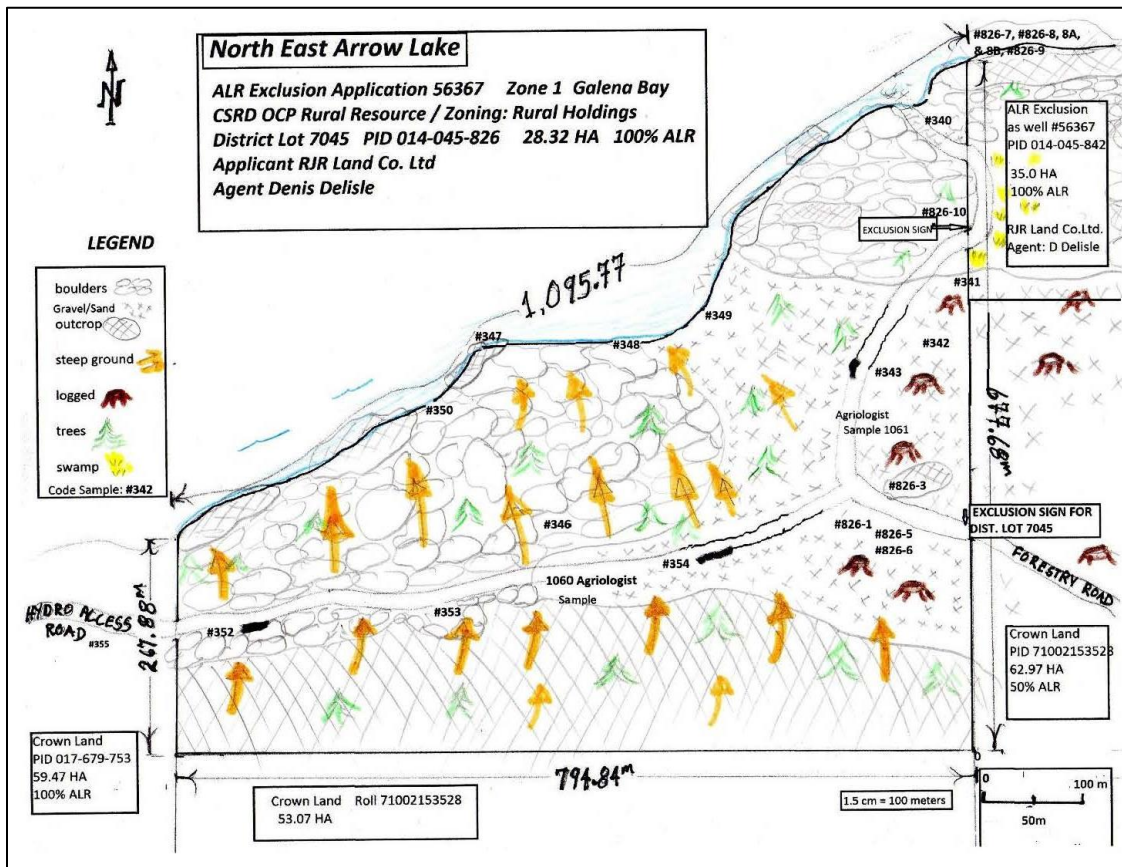 North East Arrow Lake
ALR Exclusion Application 56367 Zone 1 Galena Bay
CSRD OCP Rural Resource / Zoning: Rural Holdings
District Lot 7045 PID 014-045-826 28.32 HA 100% ALR
Applicant RJR Land Co. Ltd
Agent Denis Delisle
N
#826-7, #826-8, 8A,
& 8B, #826-9
#340
ALR Exclusion
as well #56367
PID 014-045-842
35.0 HA
100% ALR
RJR Land Co.Ltd.
Agent: D Delisle
#826-10
EXCLUSION SIGN
LEGEND
boulders
Gravel/Sand
outcrop
steep ground
logged
trees
swamp
Code Sample: #342
1,095.77
#341
#349
#347
#348
#342
#343
#350
Agriologist
Sample 1061
677.68m
#826-3
EXCLUSION SIGN FOR
DIST. LOT 7045
#346
#826-1
#826-5
#826-6
#354
FORESTRY ROAD
1060 Agriologist
Sample
#353
#352
HYDRO ACCESS
ROAD
#355
267.88m
Crown Land
PID 71002153528
62.97 HA
50% ALR
Crown Land
PID 017-679-753
59.47 HA
100% ALR
794.84m
Crown Land Roll 71002153528
53.07 HA
1.5 cm = 100 meters
0 100 m
50m